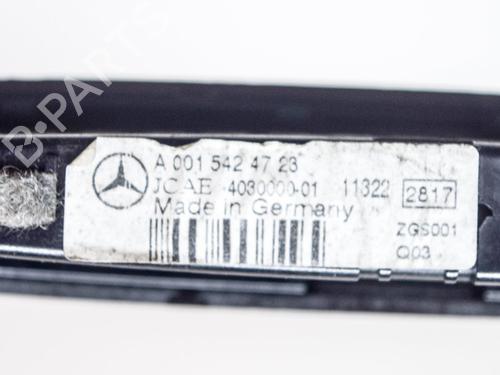 B-PARTS
A 001 542 47 23
JCAE 4030000-01 11322 2817
Made in Germany
ZGS001
Q03